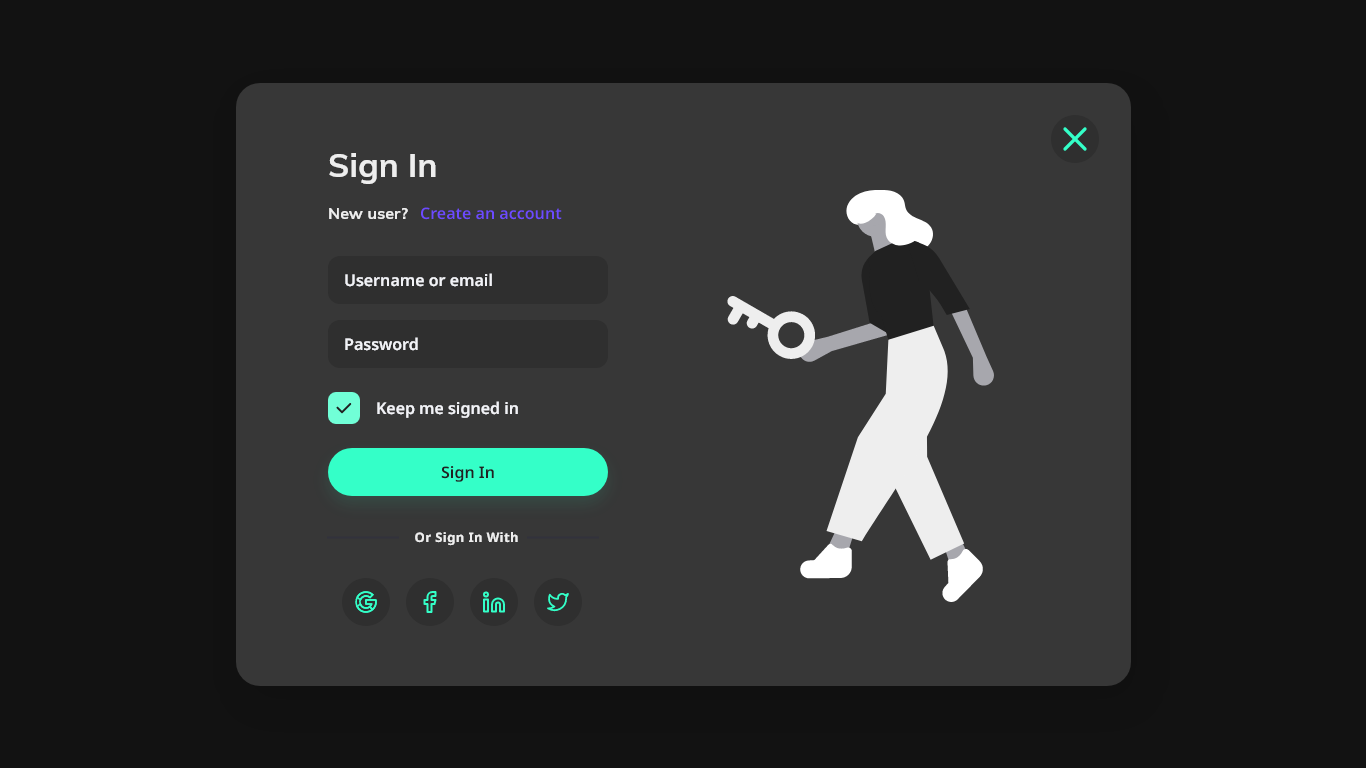 Sign In
New user? Create an account
Username or email
Password
Keep me signed in
Sign In
Or Sign In With